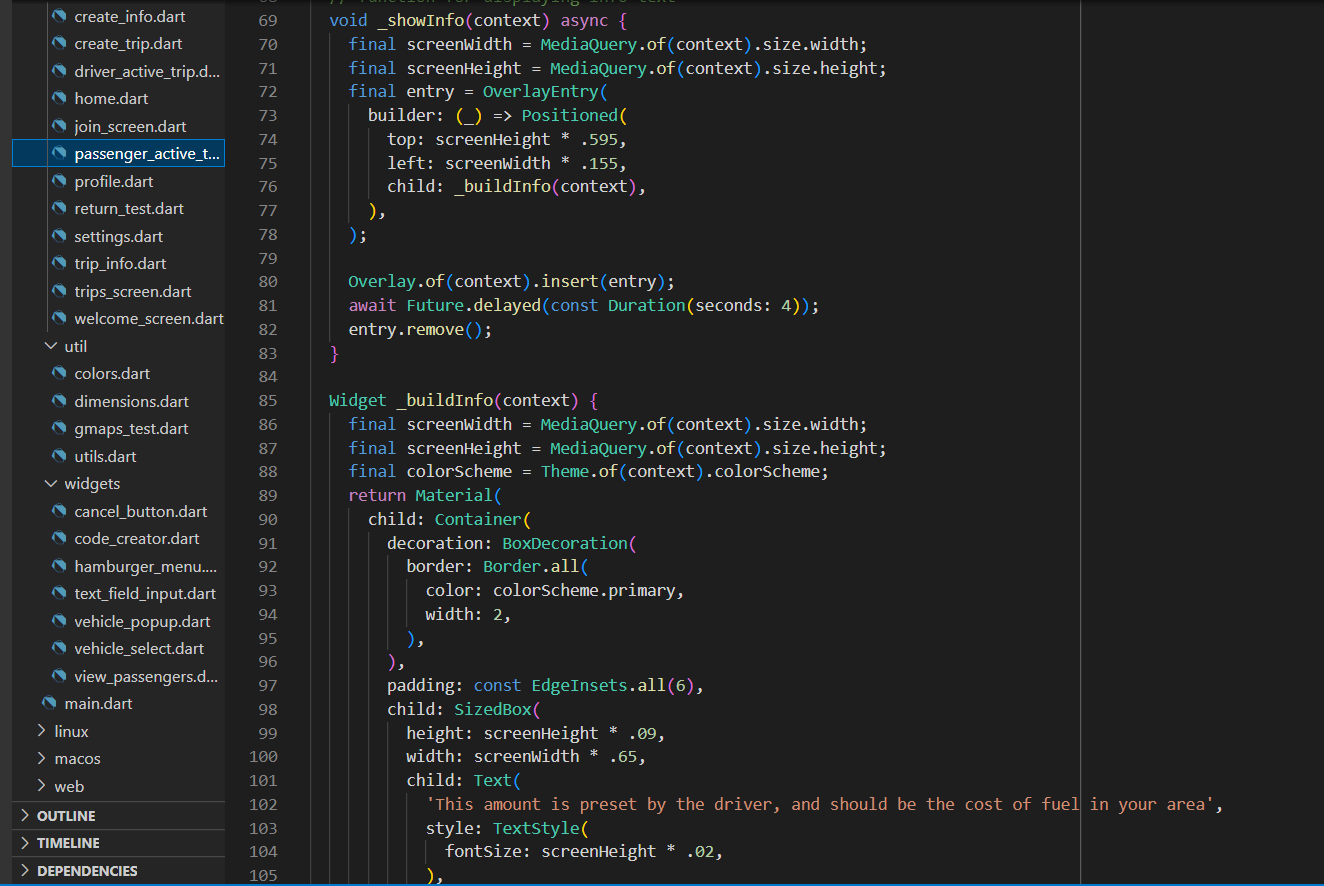 create_info.dart
create_trip.dart
driver_active_trip.d...
home.dart
join_screen.dart
passenger_active_t...
profile.dart
return_test.dart
settings.dart
trip_info.dart
trips_screen.dart
welcome_screen.dart
util
colors.dart
dimensions.dart
gmaps_test.dart
utils.dart
widgets
cancel_button.dart
code_creator.dart
hamburger_menu....
text_field_input.dart
vehicle_popup.dart
vehicle_select.dart
view_passengers.d...
main.dart
linux
macos
web
OUTLINE
TIMELINE
DEPENDENCIES
68 // function for displaying info text
69 void _showInfo(context) async {
70 final screenWidth = MediaQuery.of(context).size.width;
71 final screenHeight = MediaQuery.of(context).size.height;
72 final entry = OverlayEntry(
73 builder: (_) => Positioned(
74 top: screenHeight * .595,
75 left: screenWidth * .155,
76 child: _buildInfo(context),
77 ),
78 );
79
80 Overlay.of(context).insert(entry);
81 await Future.delayed(const Duration(seconds: 4));
82 entry.remove();
83 }
84
85 Widget _buildInfo(context) {
86 final screenWidth = MediaQuery.of(context).size.width;
87 final screenHeight = MediaQuery.of(context).size.height;
88 final colorScheme = Theme.of(context).colorScheme;
89 return Material(
90 child: Container(
91 decoration: BoxDecoration(
92 border: Border.all(
93 color: colorScheme.primary,
94 width: 2,
95 ),
96 ),
97 padding: const EdgeInsets.all(6),
98 child: SizedBox(
99 height: screenHeight * .09,
100 width: screenWidth * .65,
101 child: Text(
102 'This amount is preset by the driver, and should be the cost of fuel in your area',
103 style: TextStyle(
104 fontSize: screenHeight * .02,
105 ),